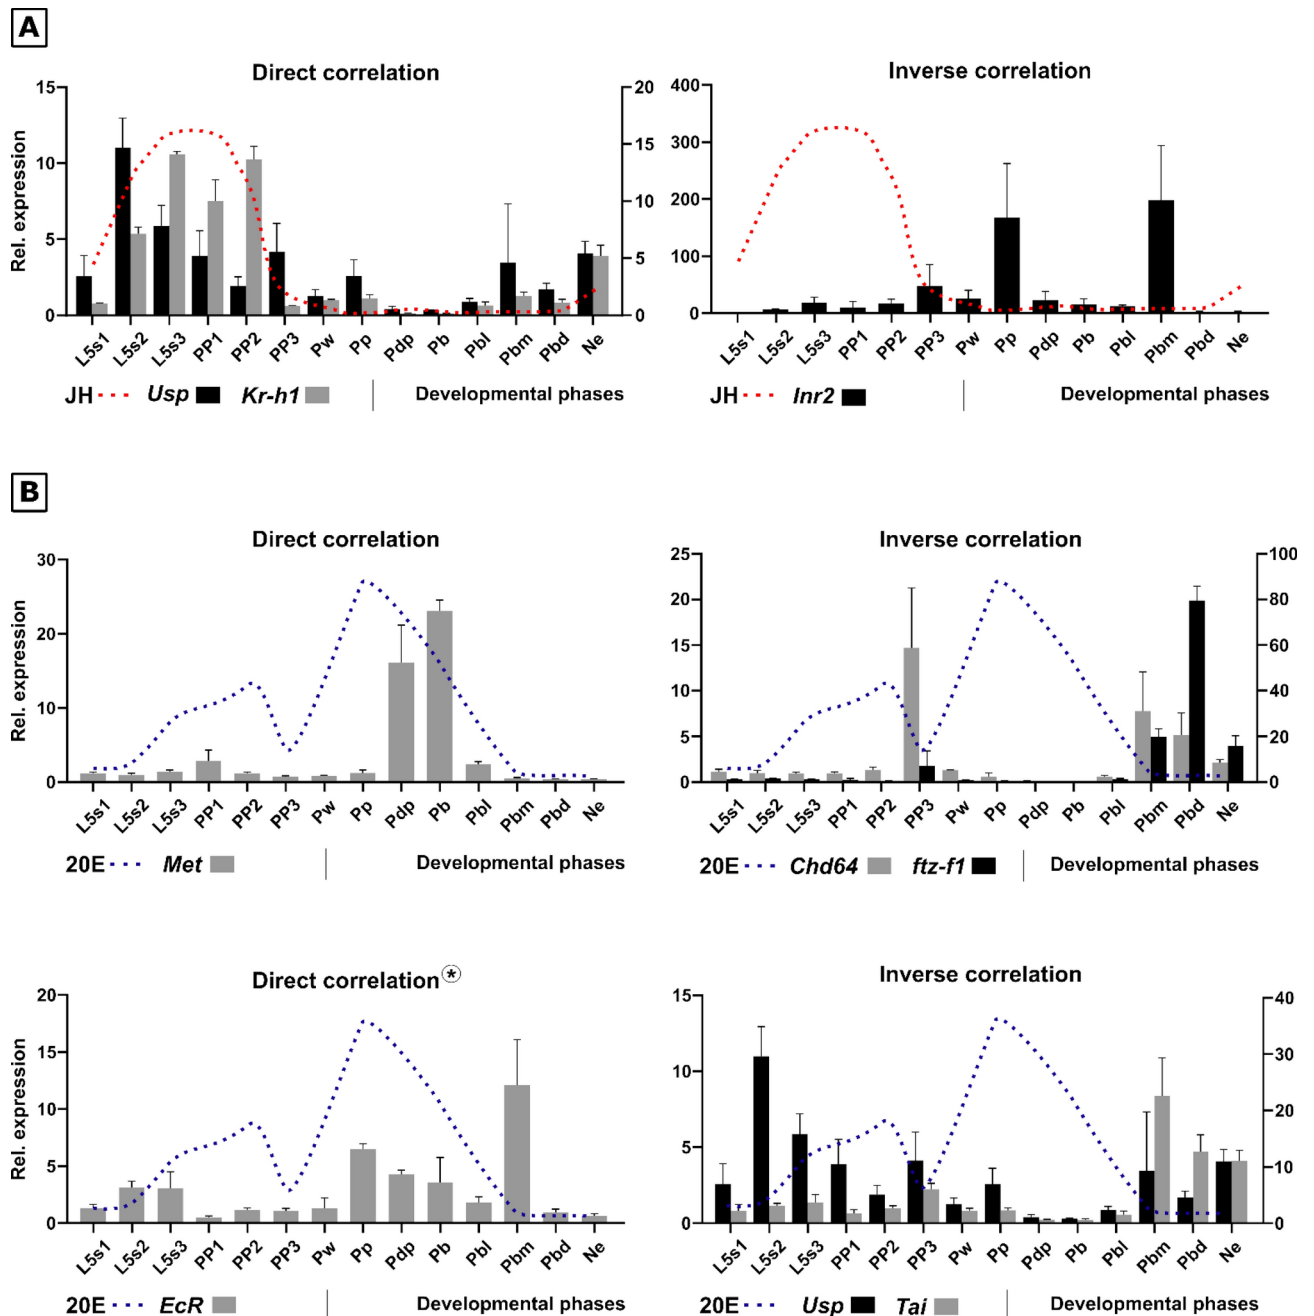 A
Direct correlation
Inverse correlation
Rel. expression
15
10
5
0
20
15
10
5
0
400
300
200
100
0
L5s1 L5s2 L5s3 PP1 PP2 PP3 Pw Pp Pdp Pb Pbl Pbm Pbd Ne
L5s1 L5s2 L5s3 PP1 PP2 PP3 Pw Pp Pdp Pb Pbl Pbm Pbd Ne
JH Usp Kr-h1 Developmental phases
JH Inr2 Developmental phases
B
Direct correlation
Inverse correlation
Rel. expression
30
20
10
0
25
20
15
10
5
0
100
80
60
40
20
0
L5s1 L5s2 L5s3 PP1 PP2 PP3 Pw Pp Pdp Pb Pbl Pbm Pbd Ne
L5s1 L5s2 L5s3 PP1 PP2 PP3 Pw Pp Pdp Pb Pbl Pbm Pbd Ne
20E Met Developmental phases
20E Chd64 ftz-f1 Developmental phases
Direct correlation*
Inverse correlation
Rel. expression
20
15
10
5
0
15
10
5
0
40
30
20
10
0
L5s1 L5s2 L5s3 PP1 PP2 PP3 Pw Pp Pdp Pb Pbl Pbm Pbd Ne
L5s1 L5s2 L5s3 PP1 PP2 PP3 Pw Pp Pdp Pb Pbl Pbm Pbd Ne
20E EcR Developmental phases
20E Usp Tai Developmental phases